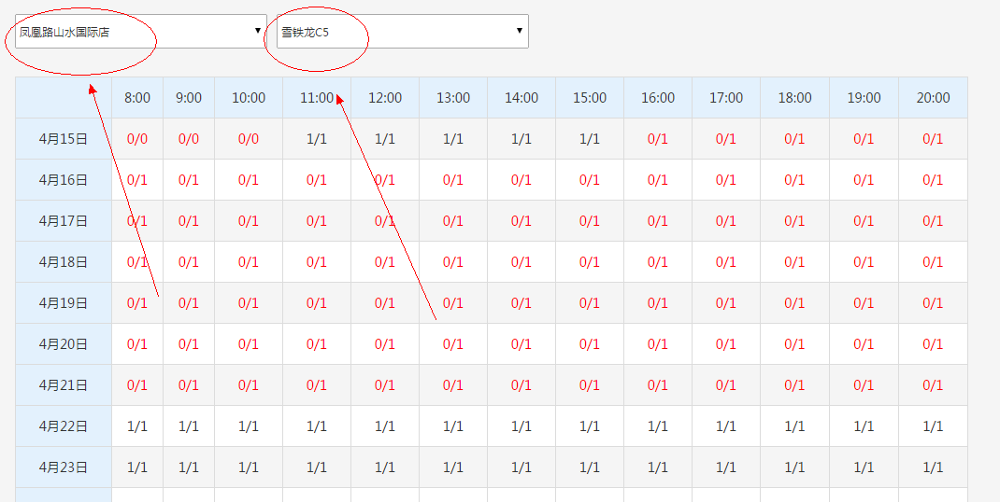 凤凰路山水国际店 雪铁龙C5
8:00 9:00 10:00 11:00 12:00 13:00 14:00 15:00 16:00 17:00 18:00 19:00 20:00
4月15日 0/0 0/0 0/0 1/1 1/1 1/1 1/1 1/1 0/1 0/1 0/1 0/1 0/1
4月16日 0/1 0/1 0/1 0/1 0/1 0/1 0/1 0/1 0/1 0/1 0/1 0/1 0/1
4月17日 0/1 0/1 0/1 0/1 0/1 0/1 0/1 0/1 0/1 0/1 0/1 0/1 0/1
4月18日 0/1 0/1 0/1 0/1 0/1 0/1 0/1 0/1 0/1 0/1 0/1 0/1 0/1
4月19日 0/1 0/1 0/1 0/1 0/1 0/1 0/1 0/1 0/1 0/1 0/1 0/1 0/1
4月20日 0/1 0/1 0/1 0/1 0/1 0/1 0/1 0/1 0/1 0/1 0/1 0/1 0/1
4月21日 0/1 0/1 0/1 0/1 0/1 0/1 0/1 0/1 0/1 0/1 0/1 0/1 0/1
4月22日 1/1 1/1 1/1 1/1 1/1 1/1 1/1 1/1 1/1 1/1 1/1 1/1 1/1
4月23日 1/1 1/1 1/1 1/1 1/1 1/1 1/1 1/1 1/1 1/1 1/1 1/1 1/1